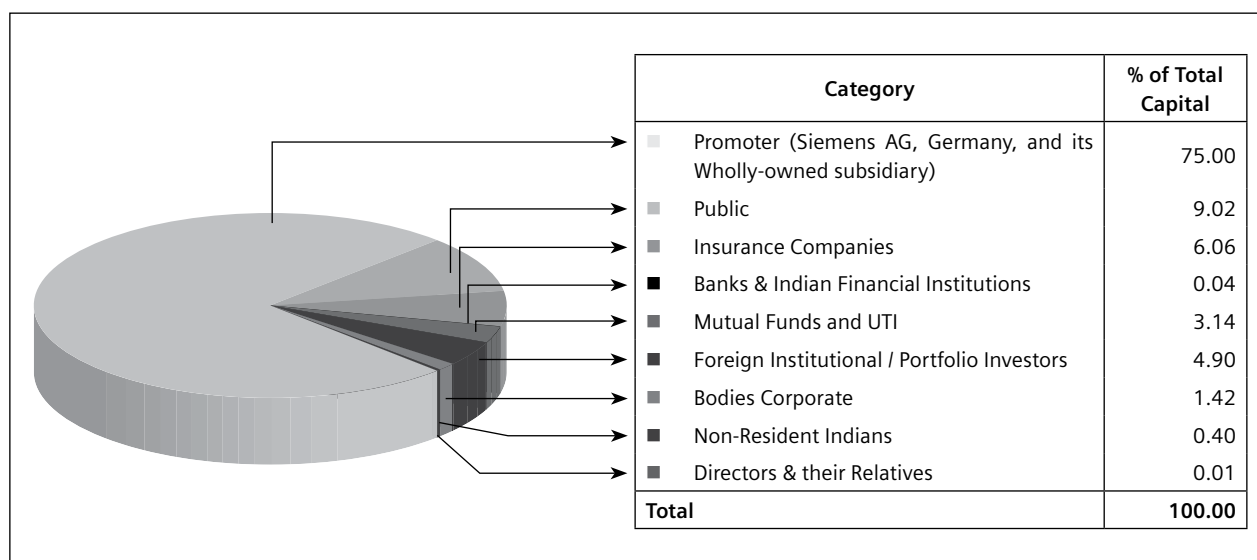 Category
% of Total
Capital
Promoter (Siemens AG, Germany, and its
Wholly-owned subsidiary)
75.00
Public
9.02
Insurance Companies
6.06
Banks & Indian Financial Institutions
0.04
Mutual Funds and UTI
3.14
Foreign Institutional / Portfolio Investors
4.90
Bodies Corporate
1.42
Non-Resident Indians
0.40
Directors & their Relatives
0.01
Total
100.00